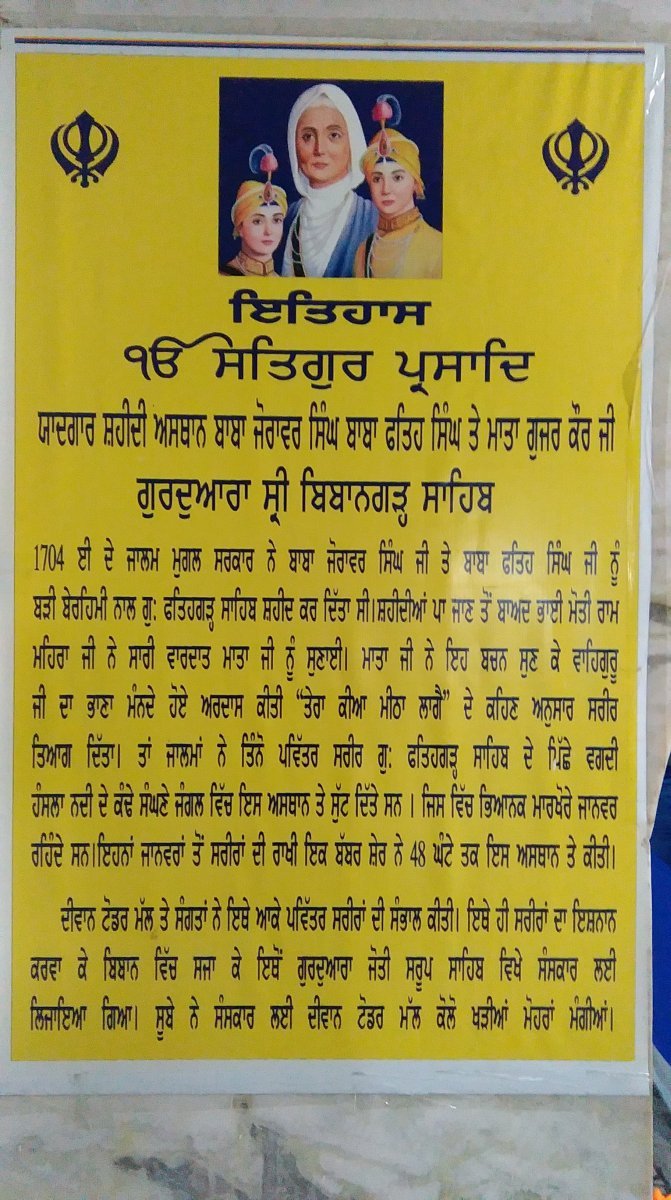 ਇਤਿਹਾਸ
ੴ ਸਤਿਗੁਰ ਪ੍ਰਸਾਦਿ
ਯਾਦਗਾਰ ਸ਼ਹੀਦੀ ਅਸਥਾਨ ਬਾਬਾ ਜੋਰਾਵਰ ਸਿੰਘ ਬਾਬਾ ਫਤਿਹ ਸਿੰਘ ਤੇ ਮਾਤਾ ਗੁਜਰ ਕੌਰ ਜੀ
ਗੁਰਦੁਆਰਾ ਸ੍ਰੀ ਬਿਬਾਨਗੜ੍ਹ ਸਾਹਿਬ
1704 ਈ ਦੇ ਜਾਲਮ ਮੁਗਲ ਸਰਕਾਰ ਨੇ ਬਾਬਾ ਜੋਰਾਵਰ ਸਿੰਘ ਜੀ ਤੇ ਬਾਬਾ ਫਤਿਹ ਸਿੰਘ ਜੀ ਨੂੰ
ਬੜੀ ਬੇਰਹਿਮੀ ਨਾਲ ਗੁ: ਫਤਿਹਗੜ੍ਹ ਸਾਹਿਬ ਸ਼ਹੀਦ ਕਰ ਦਿੱਤਾ ਸੀ।ਸ਼ਹੀਦੀਆਂ ਪਾ ਜਾਣ ਤੋਂ ਬਾਅਦ ਭਾਈ ਮੋਤੀ ਰਾਮ
ਮਹਿਰਾ ਜੀ ਨੇ ਸਾਰੀ ਵਾਰਦਾਤ ਮਾਤਾ ਜੀ ਨੂੰ ਸੁਣਾਈ। ਮਾਤਾ ਜੀ ਨੇ ਇਹ ਬਚਨ ਸੁਣ ਕੇ ਵਾਹਿਗੁਰੂ
ਜੀ ਦਾ ਭਾਣਾ ਮੰਨਦੇ ਹੋਏ ਅਰਦਾਸ ਕੀਤੀ “ਤੇਰਾ ਕੀਆ ਮੀਠਾ ਲਾਗੈ” ਦੇ ਕਹਿਣ ਅਨੁਸਾਰ ਸਰੀਰ
ਤਿਆਗ ਦਿੱਤਾ। ਤਾਂ ਜਾਲਮਾਂ ਨੇ ਤਿੰਨੋ ਪਵਿੱਤਰ ਸਰੀਰ ਗੁ: ਫਤਿਹਗੜ੍ਹ ਸਾਹਿਬ ਦੇ ਪਿੱਛੇ ਵਗਦੀ
ਹੰਸਲਾ ਨਦੀ ਦੇ ਕੰਢੇ ਸੰਘਣੇ ਜੰਗਲ ਵਿੱਚ ਇਸ ਅਸਥਾਨ ਤੇ ਸੁੱਟ ਦਿੱਤੇ ਸਨ । ਜਿਸ ਵਿੱਚ ਭਿਆਨਕ ਮਾਰਖੋਰੇ ਜਾਨਵਰ
ਰਹਿੰਦੇ ਸਨ।ਇਹਨਾਂ ਜਾਨਵਰਾਂ ਤੋਂ ਸਰੀਰਾਂ ਦੀ ਰਾਖੀ ਇਕ ਬੱਬਰ ਸ਼ੇਰ ਨੇ 48 ਘੰਟੇ ਤਕ ਇਸ ਅਸਥਾਨ ਤੇ ਕੀਤੀ।
ਦੀਵਾਨ ਟੋਡਰ ਮੱਲ ਤੇ ਸੰਗਤਾਂ ਨੇ ਇਥੇ ਆਕੇ ਪਵਿੱਤਰ ਸਰੀਰਾਂ ਦੀ ਸੰਭਾਲ ਕੀਤੀ। ਇਥੇ ਹੀ ਸਰੀਰਾਂ ਦਾ ਇਸ਼ਨਾਨ
ਕਰਵਾ ਕੇ ਬਿਬਾਨ ਵਿੱਚ ਸਜਾ ਕੇ ਇਥੋਂ ਗੁਰਦੁਆਰਾ ਜੋਤੀ ਸਰੂਪ ਸਾਹਿਬ ਵਿਖੇ ਸੰਸਕਾਰ ਲਈ
ਲਿਜਾਇਆ ਗਿਆ। ਸੂਬੇ ਨੇ ਸੰਸਕਾਰ ਲਈ ਦੀਵਾਨ ਟੋਡਰ ਮੱਲ ਕੋਲੋ ਖੜੀਆਂ ਮੋਹਰਾਂ ਮੰਗੀਆਂ।